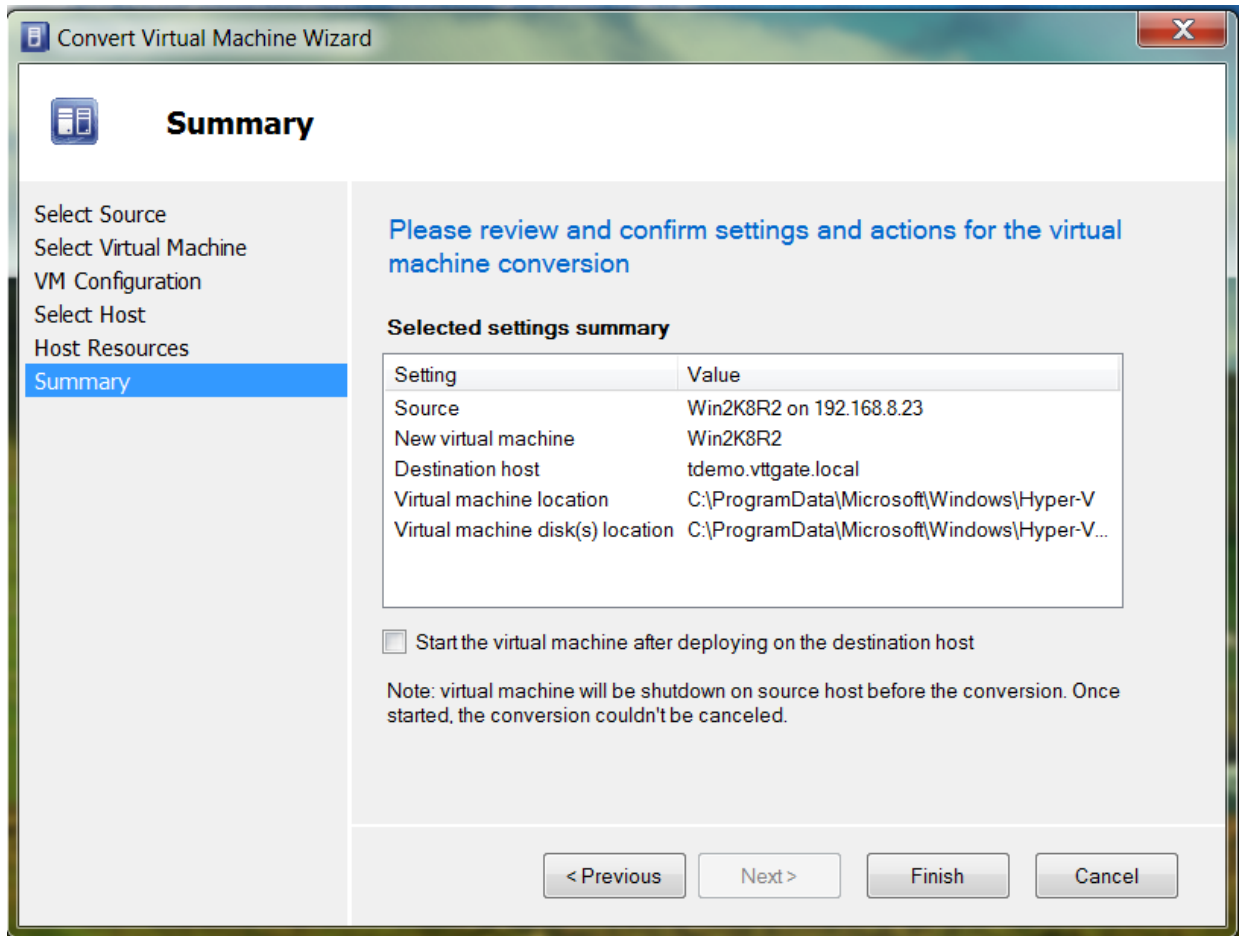 Convert Virtual Machine Wizard
X
Summary
Select Source
Select Virtual Machine
VM Configuration
Select Host
Host Resources
Summary
Please review and confirm settings and actions for the virtual
machine conversion
Selected settings summary
Setting Value
Source Win2K8R2 on 192.168.8.23
New virtual machine Win2K8R2
Destination host tdemo.vttgate.local
Virtual machine location C:\ProgramData\Microsoft\Windows\Hyper-V
Virtual machine disk(s) location C:\ProgramData\Microsoft\Windows\Hyper-V...
Start the virtual machine after deploying on the destination host
Note: virtual machine will be shutdown on source host before the conversion. Once
started, the conversion couldn't be canceled.
< Previous Next > Finish Cancel